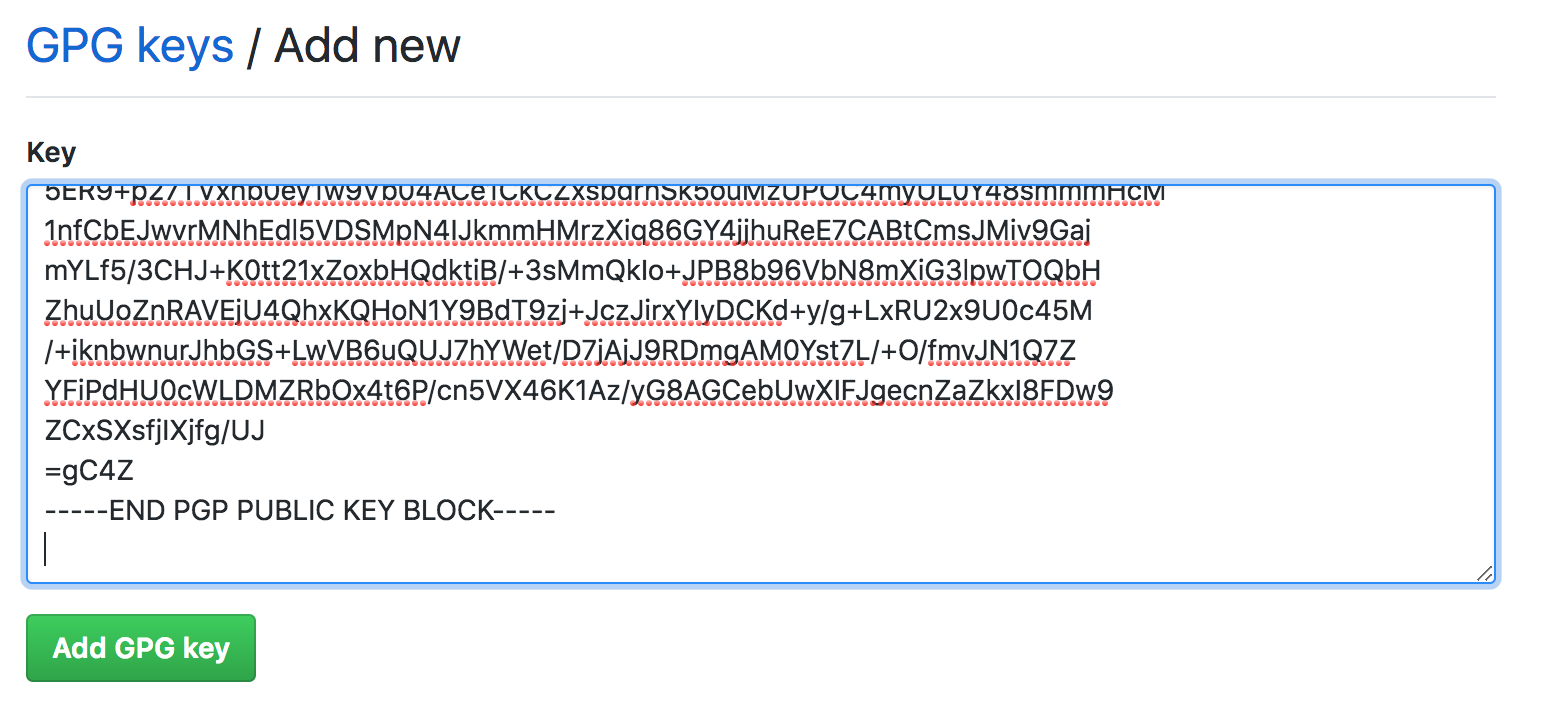 GPG keys / Add new
Key
1nfCbEJwvrMNhEdl5VDSMpN4IJkmmHMrzXiq86GY4jjhuReE7CABtCmsJMiv9Gaj
mYLf5/3CHJ+K0tt21xZoxbHQdktiB/+3sMmQkIo+JPB8b96VbN8mXiG3lpwTOQbH
ZhuUoZnRAVEjU4QhxKQHoN1Y9BdT9zj+JczJirxYIyDCKd+y/g+LxRU2x9U0c45M
/+iknbwnurJhbGS+LwVB6uQUJ7hYWet/D7jAjJ9RDmgAM0Yst7L/+O/fmvJN1Q7Z
YFiPdHU0cWLDMZRbOx4t6P/cn5VX46K1Az/yG8AGCebUwXIFJgecnZaZkxI8FDw9
ZCxSXsfjIXjfg/UJ
=gC4Z
-----END PGP PUBLIC KEY BLOCK-----
Add GPG key